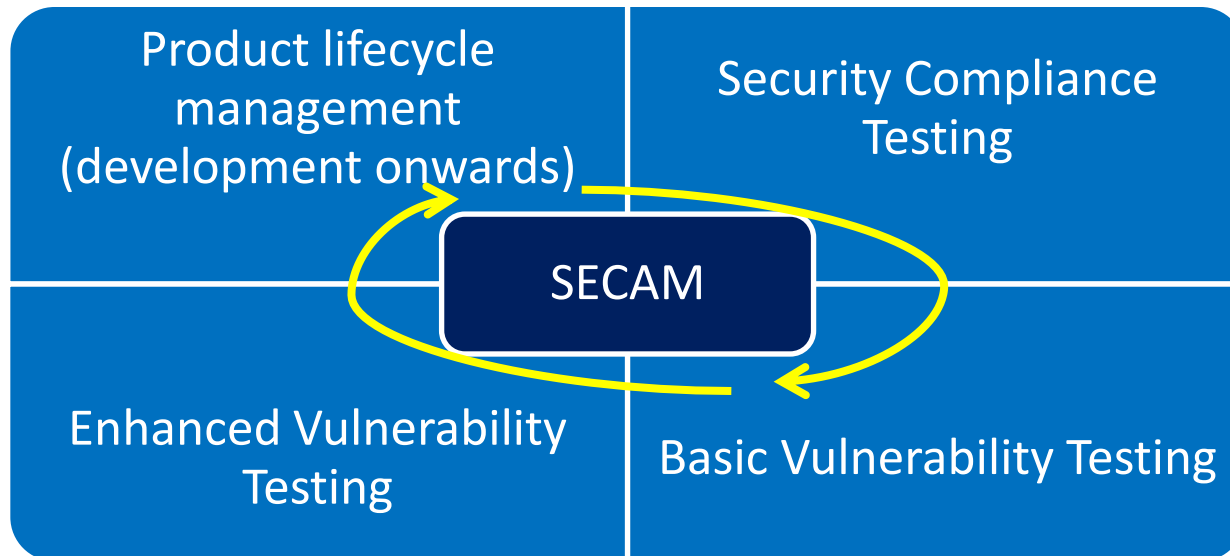 Product lifecycle
management
(development onwards)
Security Compliance
Testing
SECAM
Enhanced Vulnerability
Testing
Basic Vulnerability Testing